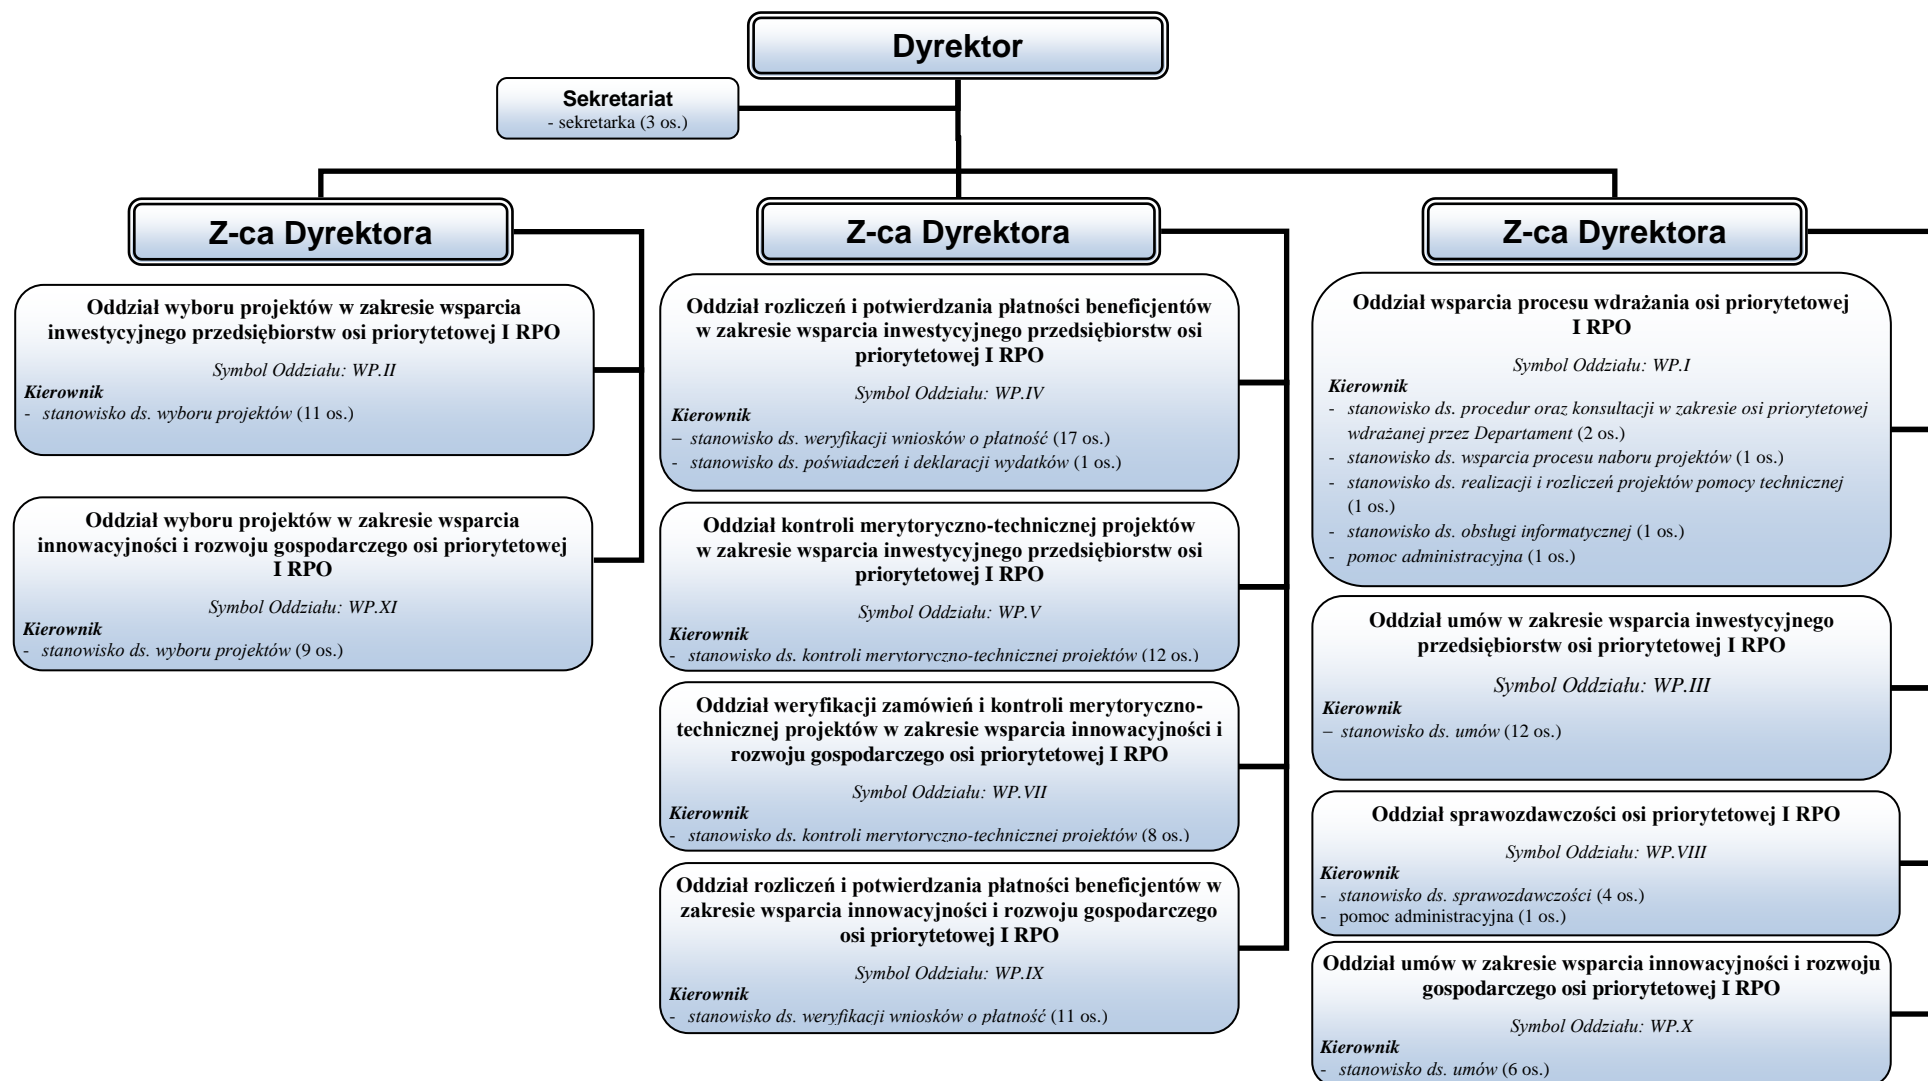 Dyrektor
Sekretariat
- sekretarka (3 os.)
Z-ca Dyrektora
Oddział wyboru projektów w zakresie wsparcia
inwestycyjnego przedsiębiorstw osi priorytetowej I RPO
Symbol Oddziału: WP.II
Kierownik
- stanowisko ds. wyboru projektów (11 os.)
Oddział wyboru projektów w zakresie wsparcia
innowacyjności i rozwoju gospodarczego osi priorytetowej
I RPO
Symbol Oddziału: WP.XI
Kierownik
- stanowisko ds. wyboru projektów (9 os.)
Z-ca Dyrektora
Oddział rozliczeń i potwierdzania płatności beneficjentów
w zakresie wsparcia inwestycyjnego przedsiębiorstw osi
priorytetowej I RPO
Symbol Oddziału: WP.IV
Kierownik
– stanowisko ds. weryfikacji wniosków o płatność (17 os.)
- stanowisko ds. poświadczeń i deklaracji wydatków (1 os.)
Oddział kontroli merytoryczno-technicznej projektów
w zakresie wsparcia inwestycyjnego przedsiębiorstw osi
priorytetowej I RPO
Symbol Oddziału: WP.V
Kierownik
- stanowisko ds. kontroli merytoryczno-technicznej projektów (12 os.)
Oddział weryfikacji zamówień i kontroli merytoryczno-
technicznej projektów w zakresie wsparcia innowacyjności i
rozwoju gospodarczego osi priorytetowej I RPO
Symbol Oddziału: WP.VII
Kierownik
- stanowisko ds. kontroli merytoryczno-technicznej projektów (8 os.)
Oddział rozliczeń i potwierdzania płatności beneficjentów w
zakresie wsparcia innowacyjności i rozwoju gospodarczego
osi priorytetowej I RPO
Symbol Oddziału: WP.IX
Kierownik
- stanowisko ds. weryfikacji wniosków o płatność (11 os.)
Z-ca Dyrektora
Oddział wsparcia procesu wdrażania osi priorytetowej
I RPO
Symbol Oddziału: WP.I
Kierownik
- stanowisko ds. procedur oraz konsultacji w zakresie osi priorytetowej
wdrażanej przez Departament (2 os.)
- stanowisko ds. wsparcia procesu naboru projektów (1 os.)
- stanowisko ds. realizacji i rozliczeń projektów pomocy technicznej
(1 os.)
- stanowisko ds. obsługi informatycznej (1 os.)
- pomoc administracyjna (1 os.)
Oddział umów w zakresie wsparcia inwestycyjnego
przedsiębiorstw osi priorytetowej I RPO
Symbol Oddziału: WP.III
Kierownik
– stanowisko ds. umów (12 os.)
Oddział sprawozdawczości osi priorytetowej I RPO
Symbol Oddziału: WP.VIII
Kierownik
- stanowisko ds. sprawozdawczości (4 os.)
- pomoc administracyjna (1 os.)
Oddział umów w zakresie wsparcia innowacyjności i rozwoju
gospodarczego osi priorytetowej I RPO
Symbol Oddziału: WP.X
Kierownik
- stanowisko ds. umów (6 os.)